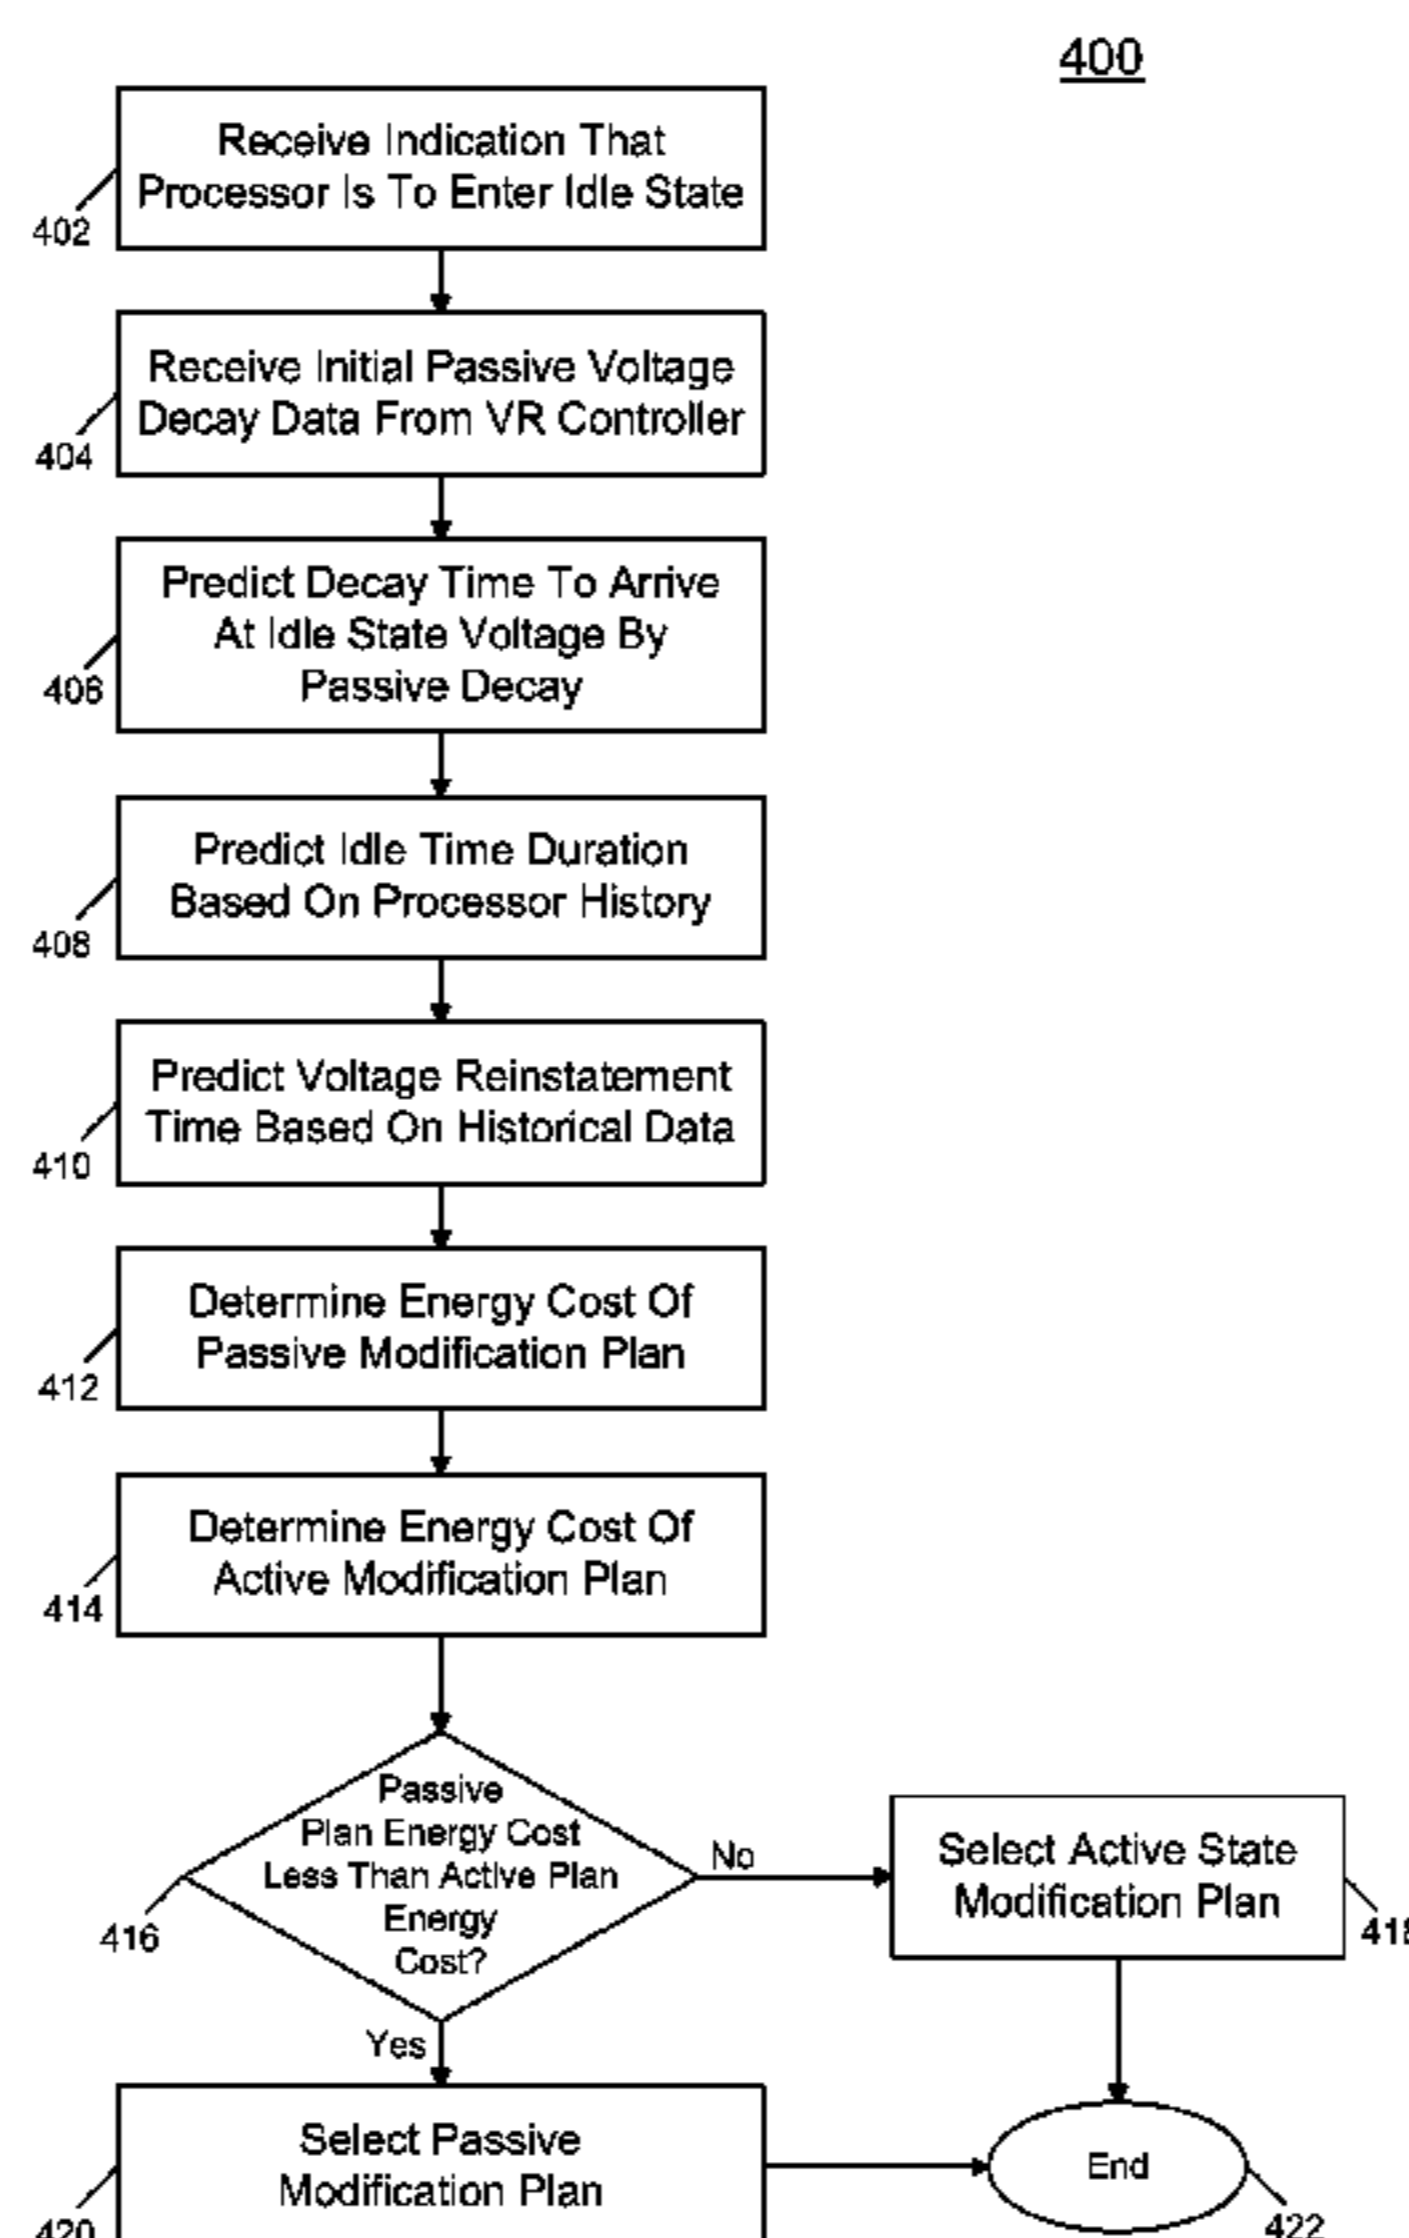 400
Receive Indication That
Processor Is To Enter Idle State
402
Receive Initial Passive Voltage
Decay Data From VR Controller
404
Predict Decay Time To Arrive
At Idle State Voltage By
Passive Decay
406
Predict Idle Time Duration
Based On Processor History
408
Predict Voltage Reinstatement
Time Based On Historical Data
410
Determine Energy Cost Of
Passive Modification Plan
412
Determine Energy Cost Of
Active Modification Plan
414
Passive
Plan Energy Cost
Less Than Active Plan
Energy
Cost?
416
No
Select Active State
Modification Plan
418
Yes
Select Passive
Modification Plan
420
End
422